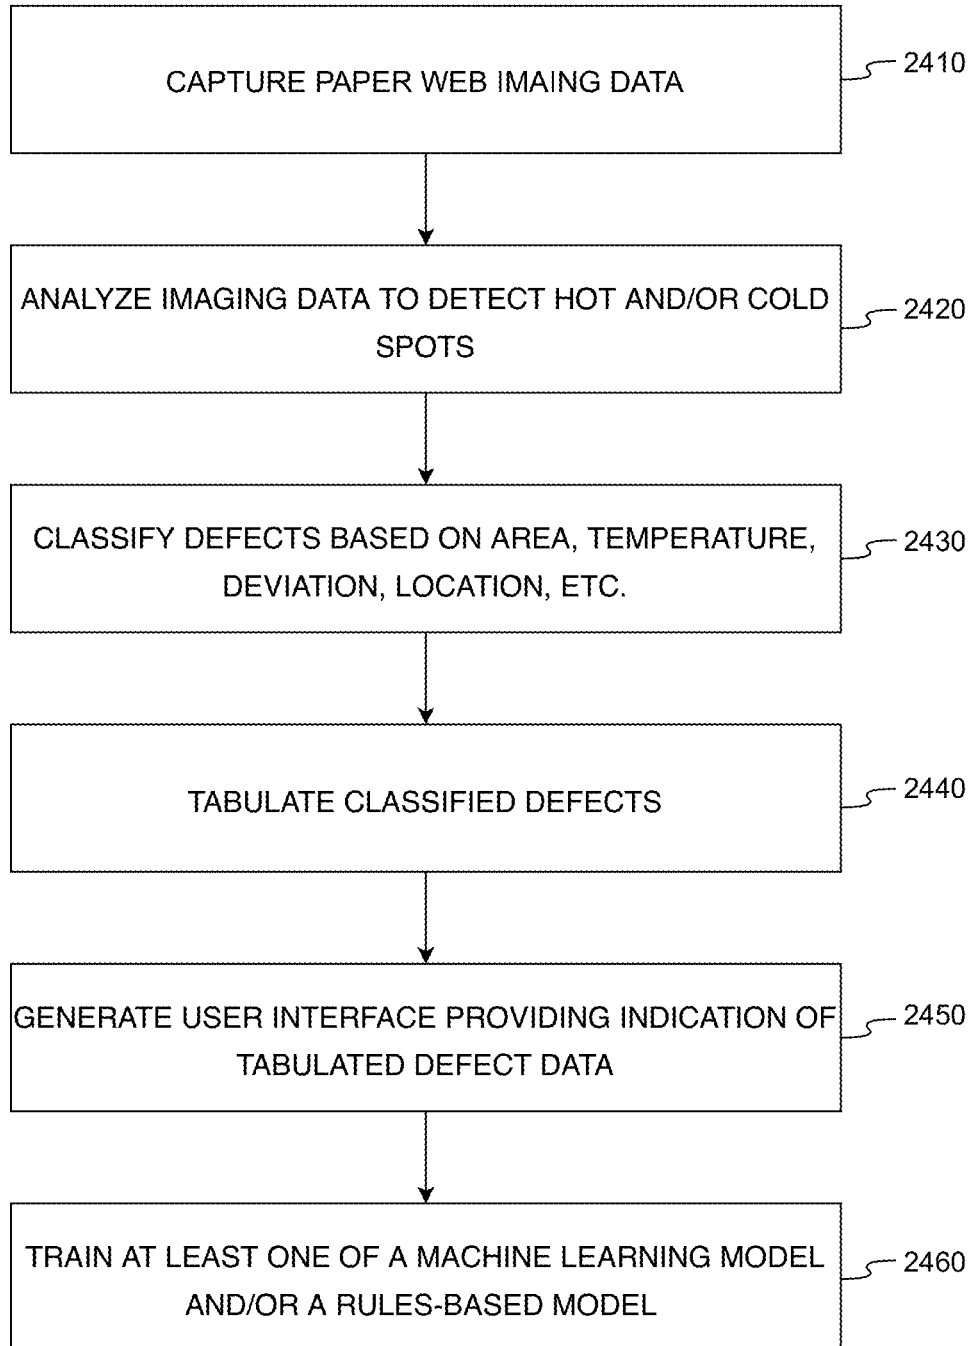 CAPTURE PAPER WEB IMAING DATA
2410
ANALYZE IMAGING DATA TO DETECT HOT AND/OR COLD
SPOTS
2420
CLASSIFY DEFECTS BASED ON AREA, TEMPERATURE,
DEVIATION, LOCATION, ETC.
2430
TABULATE CLASSIFIED DEFECTS
2440
GENERATE USER INTERFACE PROVIDING INDICATION OF
TABULATED DEFECT DATA
2450
TRAIN AT LEAST ONE OF A MACHINE LEARNING MODEL
AND/OR A RULES-BASED MODEL
2460